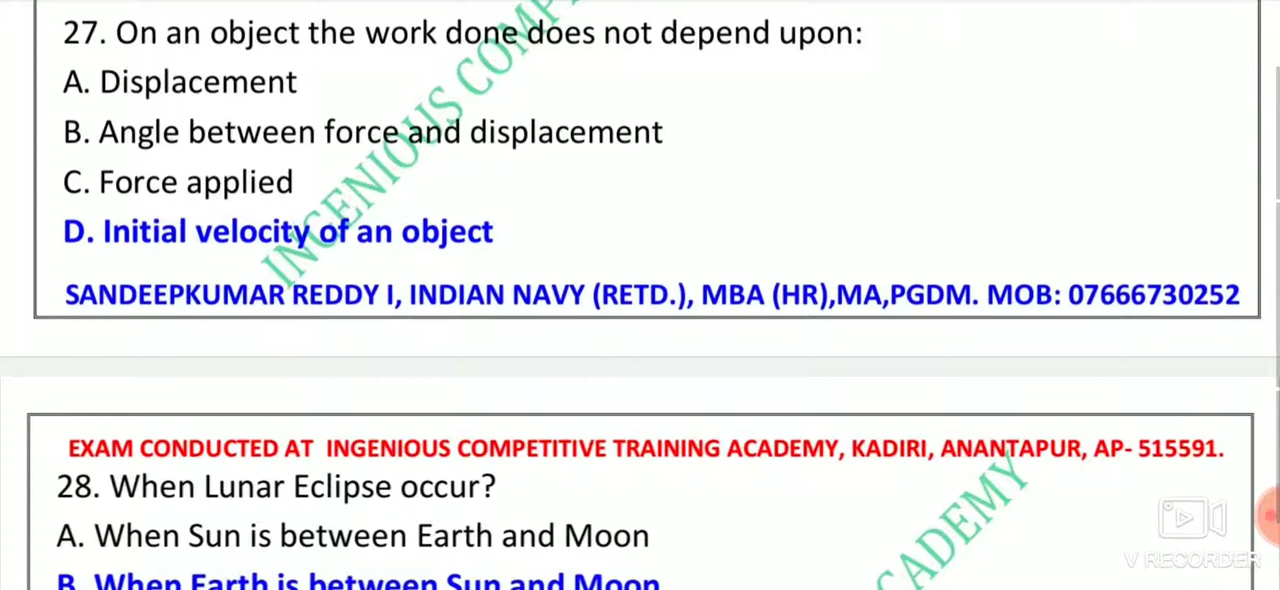 27. On an object the work done does not depend upon:
A. Displacement
B. Angle between force and displacement
C. Force applied
D. Initial velocity of an object
INGENIOUS COMP
SANDEEPKUMAR REDDY I, INDIAN NAVY (RETD.), MBA (HR),MA,PGDM. MOB: 07666730252
EXAM CONDUCTED AT INGENIOUS COMPETITIVE TRAINING ACADEMY, KADIRI, ANANTAPUR, AP- 515591.
28. When Lunar Eclipse occur?
A. When Sun is between Earth and Moon
B. When Earth is between Sun and Moon
CADEMY
V RECORDER